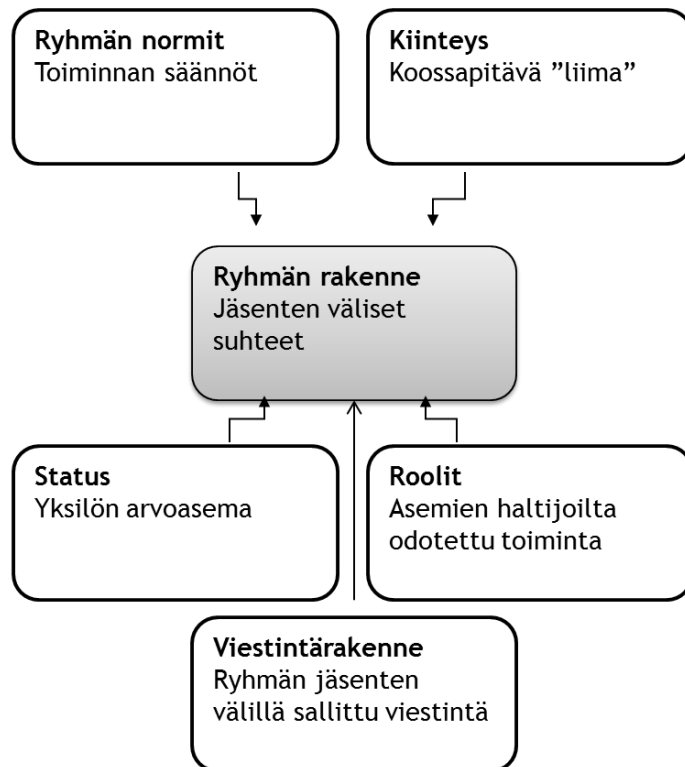 Ryhmän normit
Toiminnan säännöt
Kiinteys
Koossapitävä ”liima”
Ryhmän rakenne
Jäsenten väliset
suhteet
Status
Yksilön arvoasema
Roolit
Asemien haltijoilta
odotettu toiminta
Viestintärakenne
Ryhmän jäsenten
välillä sallittu viestintä